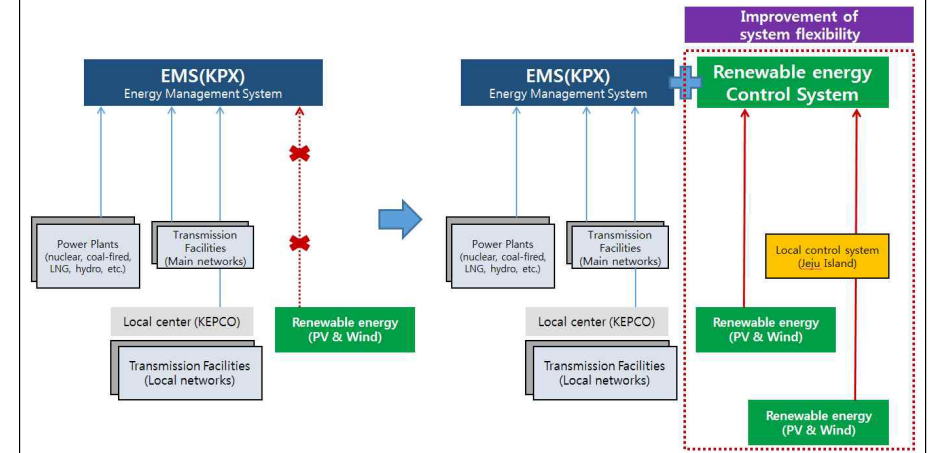 Improvement of
system flexibility
EMS(KPX)
Energy Management System
Power Plants
(nuclear, coal-fired,
LNG, hydro, etc.)
Transmission
Facilities
(Main networks)
Local center (KEPCO)
Transmission Facilities
(Local networks)
Renewable energy
(PV & Wind)
EMS(KPX)
Energy Management System
Renewable energy
Control System
Power Plants
(nuclear, coal-fired,
LNG, hydro, etc.)
Transmission
Facilities
(Main networks)
Local control system
(Jeju Island)
Local center (KEPCO)
Transmission Facilities
(Local networks)
Renewable energy
(PV & Wind)
Renewable energy
(PV & Wind)